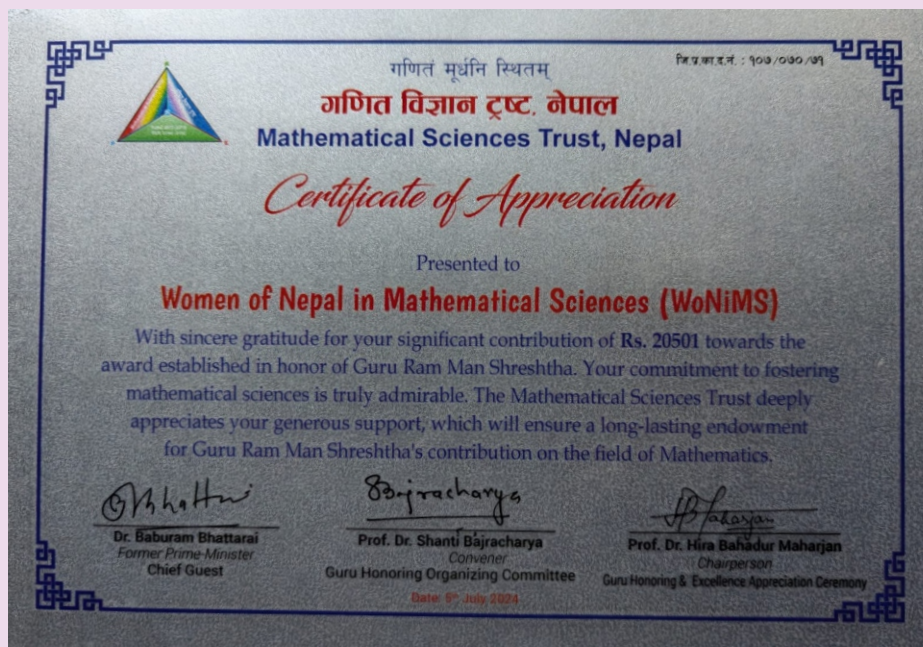 गणितं मूर्धनि स्थितम्
जि.प्र.का.द.नं. : १०७/०७०/७१
गणित विज्ञान ट्रष्ट, नेपाल
Mathematical Sciences Trust, Nepal
Certificate of Appreciation
Presented to
Women of Nepal in Mathematical Sciences (WoNiMS)
With sincere gratitude for your significant contribution of Rs. 20501 towards the
award established in honor of Guru Ram Man Shreshtha. Your commitment to fostering
mathematical sciences is truly admirable. The Mathematical Sciences Trust deeply
appreciates your generous support, which will ensure a long-lasting endowment
for Guru Ram Man Shreshtha's contribution on the field of Mathematics.
SBajracharya
Dr. Baburam Bhattarai
Former Prime-Minister
Chief Guest
Prof. Dr. Shanti Bajracharya
Convener
Guru Honoring Organizing Committee
Date: 5th July 2024
Prof. Dr. Hira Bahadur Maharjan
Chairperson
Guru Honoring & Excellence Appreciation Ceremony